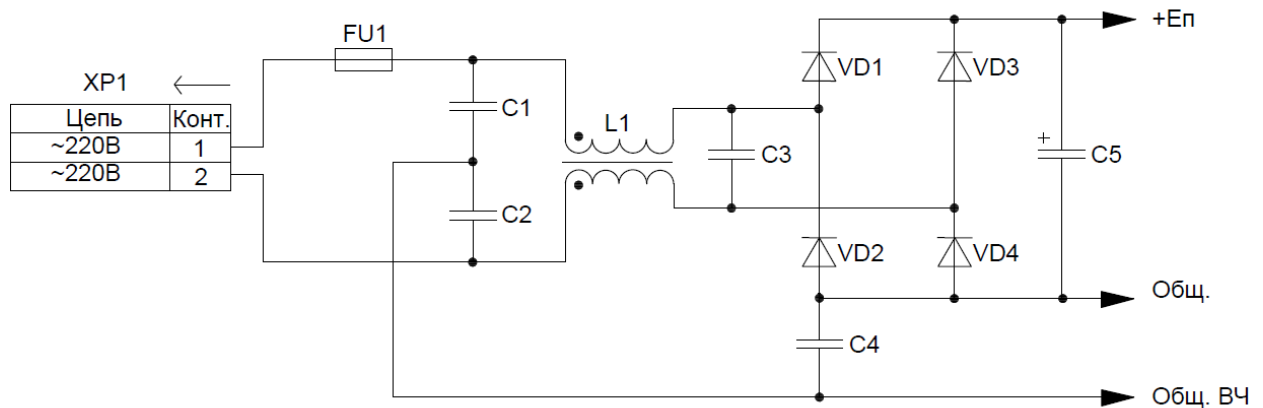 FU1
+Eп
VD1
VD3
XP1
C1
Цепь
Конт.
L1
~220В
1
C3
+
C5
~220В
2
C2
VD2
VD4
Общ.
C4
Общ. ВЧ